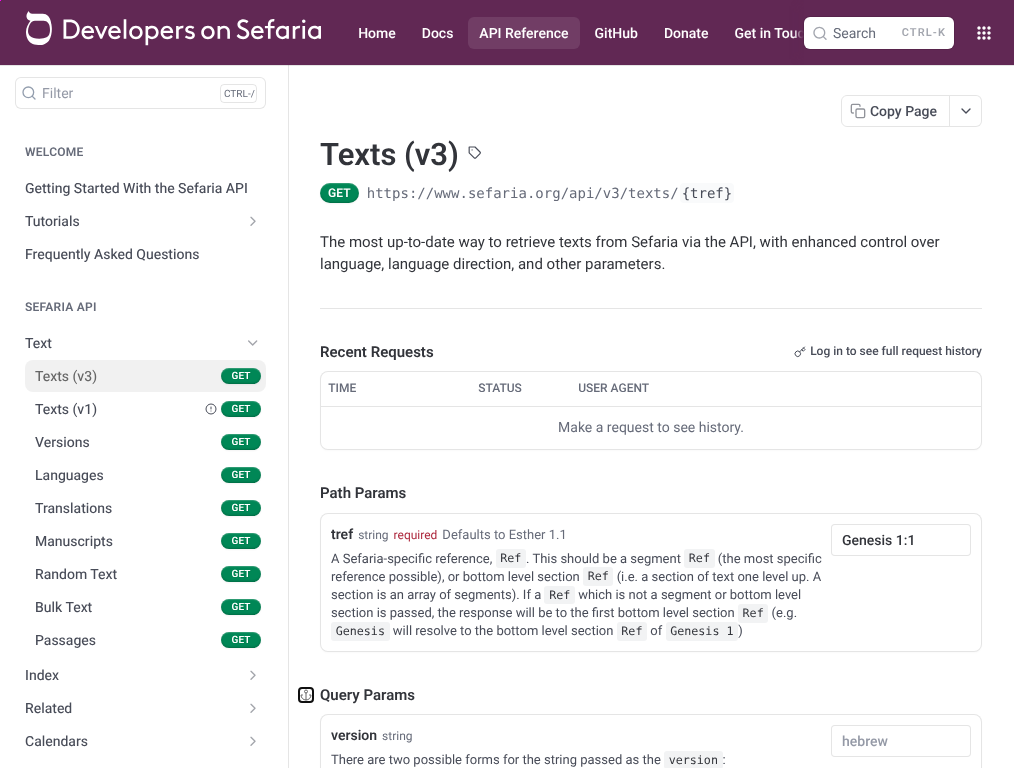 Developers on Sefaria
Home Docs API Reference GitHub Donate Get in Tou
Search CTRL-K
Filter CTRL-/
WELCOME
Getting Started With the Sefaria API
Tutorials
Frequently Asked Questions
SEFARIA API
Text
Texts (v3) GET
Texts (v1) GET
Versions GET
Languages GET
Translations GET
Manuscripts GET
Random Text GET
Bulk Text GET
Passages GET
Index
Related
Calendars
Copy Page
Texts (v3)
GET https://www.sefaria.org/api/v3/texts/{tref}
The most up-to-date way to retrieve texts from Sefaria via the API, with enhanced control over
language, language direction, and other parameters.
Recent Requests
Log in to see full request history
TIME STATUS USER AGENT
Make a request to see history.
Path Params
tref string required Defaults to Esther 1.1
Genesis 1:1
A Sefaria-specific reference, Ref. This should be a segment Ref (the most specific
reference possible), or bottom level section Ref (i.e. a section of text one level up. A
section is an array of segments). If a Ref which is not a segment or bottom level
section is passed, the response will be to the first bottom level section Ref (e.g.
Genesis will resolve to the bottom level section Ref of Genesis 1)
Query Params
version string
hebrew
There are two possible forms for the string passed as the version: